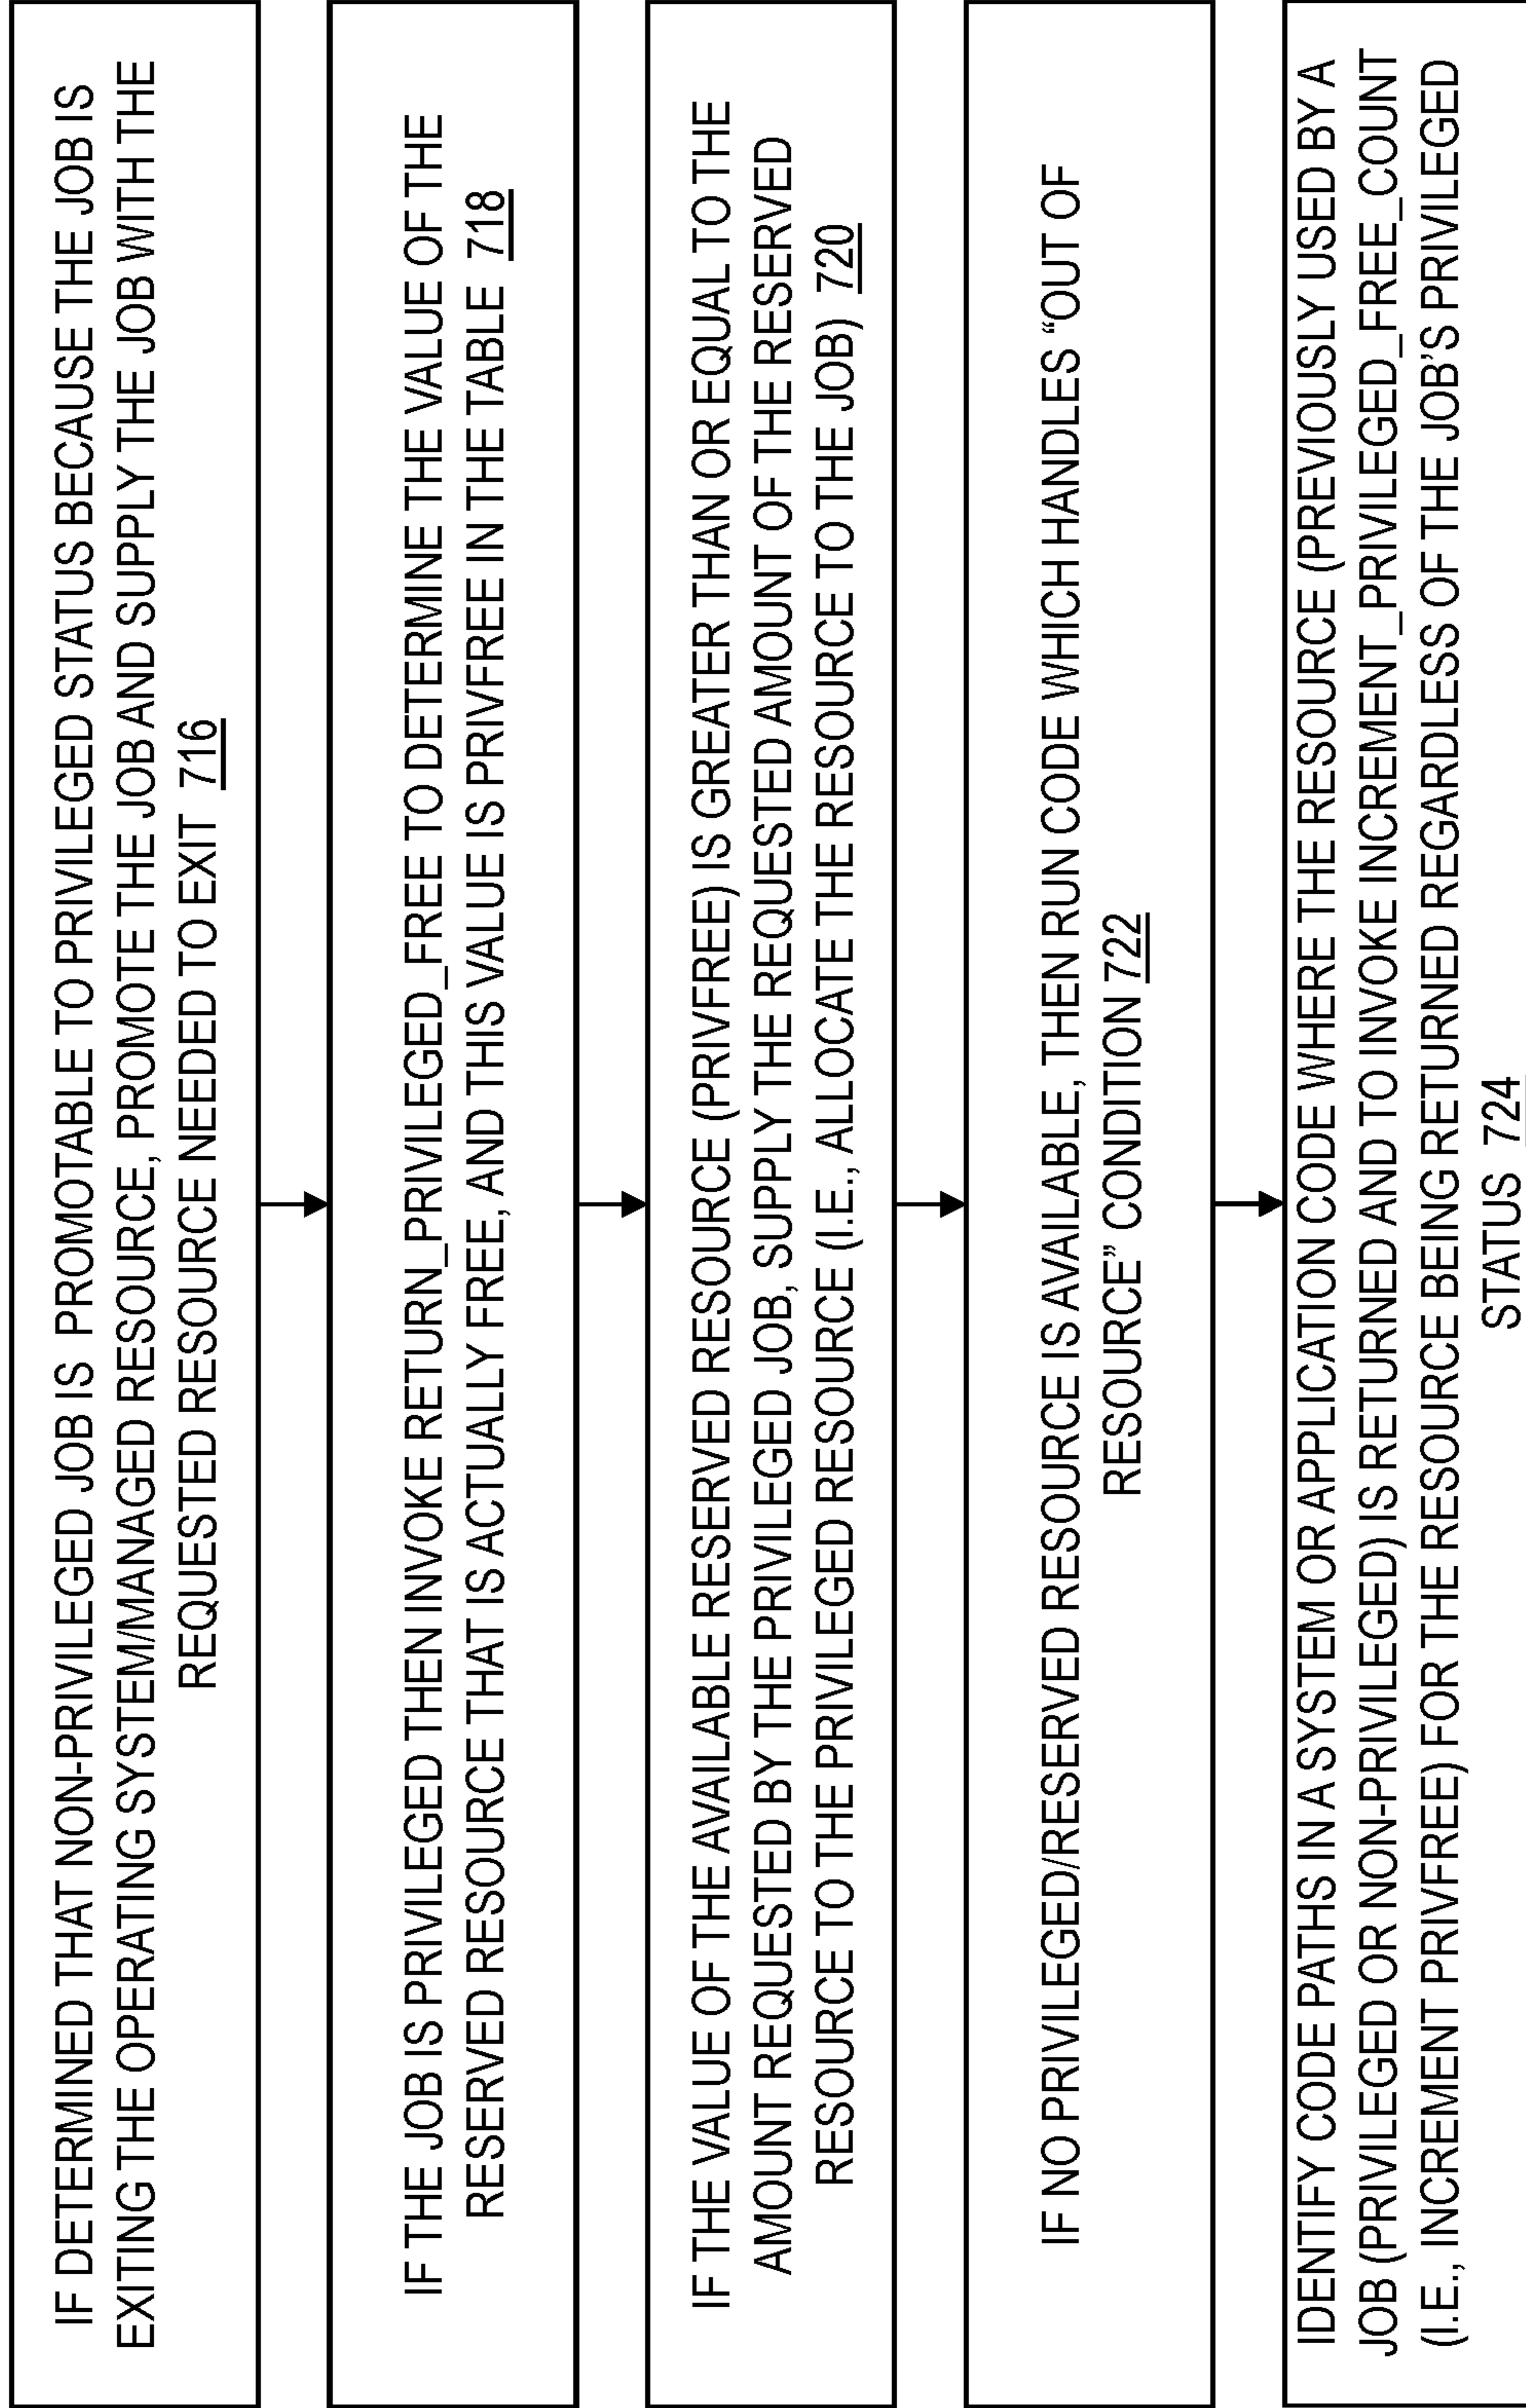 IF DETERMINED THAT NON-PRIVILEGED JOB IS PROMOTABLE TO PRIVILEGED STATUS BECAUSE THE JOB IS
EXITING THE OPERATING SYSTEM/MANAGED RESOURCE, PROMOTE THE JOB AND SUPPLY THE JOB WITH THE
REQUESTED RESOURCE NEEDED TO EXIT 716
IF THE JOB IS PRIVILEGED THEN INVOKE RETURN_PRIVILEGED_FREE TO DETERMINE THE VALUE OF THE
RESERVED RESOURCE THAT IS ACTUALLY FREE, AND THIS VALUE IS PRIVFREE IN THE TABLE 718
IF THE VALUE OF THE AVAILABLE RESERVED RESOURCE (PRIVFREE) IS GREATER THAN OR EQUAL TO THE
AMOUNT REQUESTED BY THE PRIVILEGED JOB, SUPPLY THE REQUESTED AMOUNT OF THE RESERVED
RESOURCE TO THE PRIVILEGED RESOURCE (I.E., ALLOCATE THE RESOURCE TO THE JOB) 720
IF NO PRIVILEGED/RESERVED RESOURCE IS AVAILABLE, THEN RUN CODE WHICH HANDLES “OUT OF
RESOURCE” CONDITION 722
IDENTIFY CODE PATHS IN A SYSTEM OR APPLICATION CODE WHERE THE RESOURCE (PREVIOUSLY USED BY A
JOB (PRIVILEGED OR NON-PRIVILEGED) IS RETURNED AND TO INVOKE INCREMENT_PRIVILEGED_FREE_COUNT
(I.E., INCREMENT PRIVFREE) FOR THE RESOURCE BEING RETURNED REGARDLESS OF THE JOB’S PRIVILEGED
STATUS 724